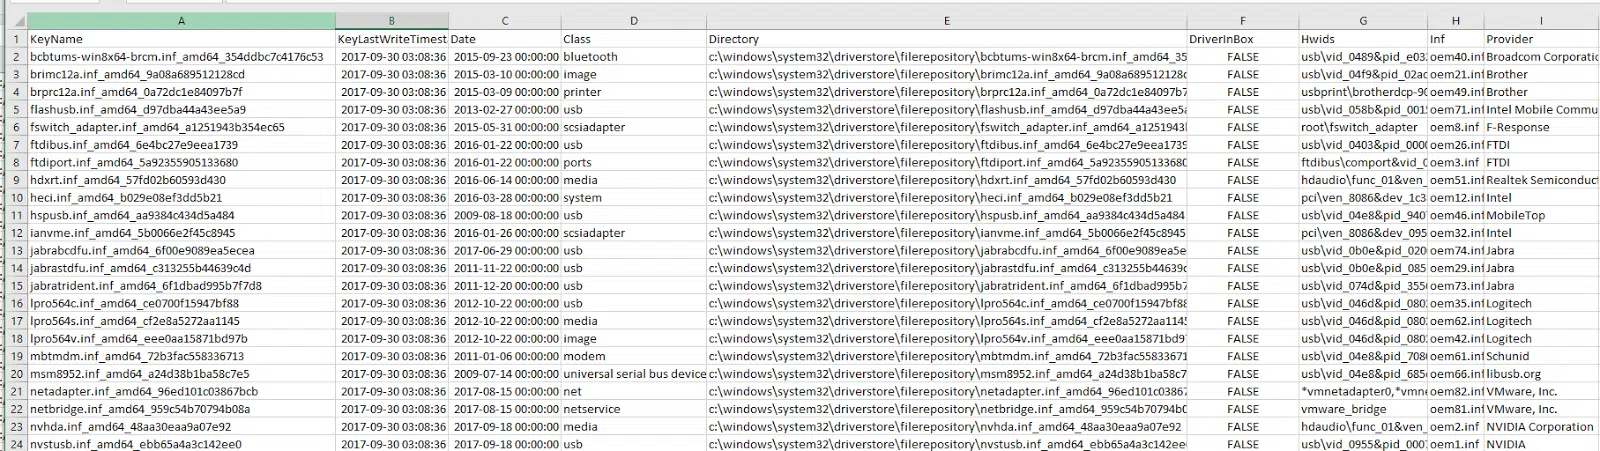 A B C D E F G H I
1 KeyName KeyLastWriteTimest Date Class Directory DriverInBox Hwids Inf Provider
2 bcbtums-win8x64-brcm.inf_amd64_354ddbc7c4176c53 2017-09-30 03:08:36 2015-09-23 00:00:00 bluetooth c:\windows\system32\driverstore\filerepository\bcbtums-win8x64-brcm.inf_amd64_35 FALSE usb\vid_0489&pid_e03 oem40.inf Broadcom Corporatio
3 brimc12a.inf_amd64_9a08a689512128cd 2017-09-30 03:08:36 2015-03-10 00:00:00 image c:\windows\system32\driverstore\filerepository\brimc12a.inf_amd64_9a08a689512128c FALSE usb\vid_04f9&pid_02ac oem21.inf Brother
4 brprc12a.inf_amd64_0a72dc1e84097b7f 2017-09-30 03:08:36 2015-03-09 00:00:00 printer c:\windows\system32\driverstore\filerepository\brprc12a.inf_amd64_0a72dc1e84097b7 FALSE usbprint\brotherdcp-90 oem49.inf Brother
5 flashusb.inf_amd64_d97dba44a43ee5a9 2017-09-30 03:08:36 2013-02-27 00:00:00 usb c:\windows\system32\driverstore\filerepository\flashusb.inf_amd64_d97dba44a43ee5a FALSE usb\vid_058b&pid_001 oem71.inf Intel Mobile Commu
6 fswitch_adapter.inf_amd64_a1251943b354ec65 2017-09-30 03:08:36 2015-05-31 00:00:00 scsiadapter c:\windows\system32\driverstore\filerepository\fswitch_adapter.inf_amd64_a1251943 FALSE root\fswitch_adapter oem8.inf F-Response
7 ftdibus.inf_amd64_6e4bc27e9eea1739 2017-09-30 03:08:36 2016-01-22 00:00:00 usb c:\windows\system32\driverstore\filerepository\ftdibus.inf_amd64_6e4bc27e9eea1739 FALSE usb\vid_0403&pid_000 oem26.inf FTDI
8 ftdiport.inf_amd64_5a92355905133680 2017-09-30 03:08:36 2016-01-22 00:00:00 ports c:\windows\system32\driverstore\filerepository\ftdiport.inf_amd64_5a92355905133680 FALSE ftdibus\comport&vid_0 oem3.inf FTDI
9 hdxrt.inf_amd64_57fd02b60593d430 2017-09-30 03:08:36 2016-06-14 00:00:00 media c:\windows\system32\driverstore\filerepository\hdxrt.inf_amd64_57fd02b60593d430 FALSE hdaudio\func_01&ven_ oem51.inf Realtek Semiconduct
10 heci.inf_amd64_b029e08ef3dd5b21 2017-09-30 03:08:36 2016-03-28 00:00:00 system c:\windows\system32\driverstore\filerepository\heci.inf_amd64_b029e08ef3dd5b21 FALSE pci\ven_8086&dev_1c3 oem12.inf Intel
11 hspusb.inf_amd64_aa9384c434d5a484 2017-09-30 03:08:36 2009-08-18 00:00:00 usb c:\windows\system32\driverstore\filerepository\hspusb.inf_amd64_aa9384c434d5a484 FALSE usb\vid_04e8&pid_940 oem46.inf MobileTop
12 ianvme.inf_amd64_5b0066e2f45c8945 2017-09-30 03:08:36 2016-01-26 00:00:00 scsiadapter c:\windows\system32\driverstore\filerepository\ianvme.inf_amd64_5b0066e2f45c8945 FALSE pci\ven_8086&dev_095 oem32.inf Intel
13 jabrabcdfu.inf_amd64_6f00e9089ea5ecea 2017-09-30 03:08:36 2017-06-29 00:00:00 usb c:\windows\system32\driverstore\filerepository\jabrabcdfu.inf_amd64_6f00e9089ea5e FALSE usb\vid_0b0e&pid_020 oem74.inf Jabra
14 jabrastdfu.inf_amd64_c313255b44639c4d 2017-09-30 03:08:36 2011-11-22 00:00:00 usb c:\windows\system32\driverstore\filerepository\jabrastdfu.inf_amd64_c313255b44639c FALSE usb\vid_0b0e&pid_085 oem29.inf Jabra
15 jabratrident.inf_amd64_6f1dbad995b7f7d8 2017-09-30 03:08:36 2011-12-20 00:00:00 usb c:\windows\system32\driverstore\filerepository\jabratrident.inf_amd64_6f1dbad995b7 FALSE usb\vid_074d&pid_355 oem73.inf Jabra
16 lpro564c.inf_amd64_ce0700f15947bf88 2017-09-30 03:08:36 2012-10-22 00:00:00 usb c:\windows\system32\driverstore\filerepository\lpro564c.inf_amd64_ce0700f15947bf88 FALSE usb\vid_046d&pid_080 oem35.inf Logitech
17 lpro564s.inf_amd64_cf2e8a5272aa1145 2017-09-30 03:08:36 2012-10-22 00:00:00 media c:\windows\system32\driverstore\filerepository\lpro564s.inf_amd64_cf2e8a5272aa114 FALSE usb\vid_046d&pid_080 oem62.inf Logitech
18 lpro564v.inf_amd64_eee0aa15871bd97b 2017-09-30 03:08:36 2012-10-22 00:00:00 image c:\windows\system32\driverstore\filerepository\lpro564v.inf_amd64_eee0aa15871bd97 FALSE usb\vid_046d&pid_080 oem42.inf Logitech
19 mbtmdm.inf_amd64_72b3fac558336713 2017-09-30 03:08:36 2011-01-06 00:00:00 modem c:\windows\system32\driverstore\filerepository\mbtmdm.inf_amd64_72b3fac55833671 FALSE usb\vid_04e8&pid_708 oem61.inf Schunid
20 msm8952.inf_amd64_a24d38b1ba58c7e5 2017-09-30 03:08:36 2009-07-14 00:00:00 universal serial bus device c:\windows\system32\driverstore\filerepository\msm8952.inf_amd64_a24d38b1ba58c7 FALSE usb\vid_04e8&pid_685 oem66.inf libusb.org
21 netadapter.inf_amd64_96ed101c03867bcb 2017-09-30 03:08:36 2017-08-15 00:00:00 net c:\windows\system32\driverstore\filerepository\netadapter.inf_amd64_96ed101c03867 FALSE *vmnetadapter0,*vmne oem82.inf VMware, Inc.
22 netbridge.inf_amd64_959c54b70794b08a 2017-09-30 03:08:36 2017-08-15 00:00:00 netservice c:\windows\system32\driverstore\filerepository\netbridge.inf_amd64_959c54b70794b0 FALSE vmware_bridge oem81.inf VMware, Inc.
23 nvhda.inf_amd64_48aa30eaa9a07e92 2017-09-30 03:08:36 2017-09-18 00:00:00 media c:\windows\system32\driverstore\filerepository\nvhda.inf_amd64_48aa30eaa9a07e92 FALSE hdaudio\func_01&ven_ oem2.inf NVIDIA Corporation
24 nvstusb.inf_amd64_ebb65a4a3c142ee0 2017-09-30 03:08:36 2017-09-18 00:00:00 usb c:\windows\system32\driverstore\filerepository\nvstusb.inf_amd64_ebb65a4a3c142ee FALSE usb\vid_0955&pid_000 oem1.inf NVIDIA